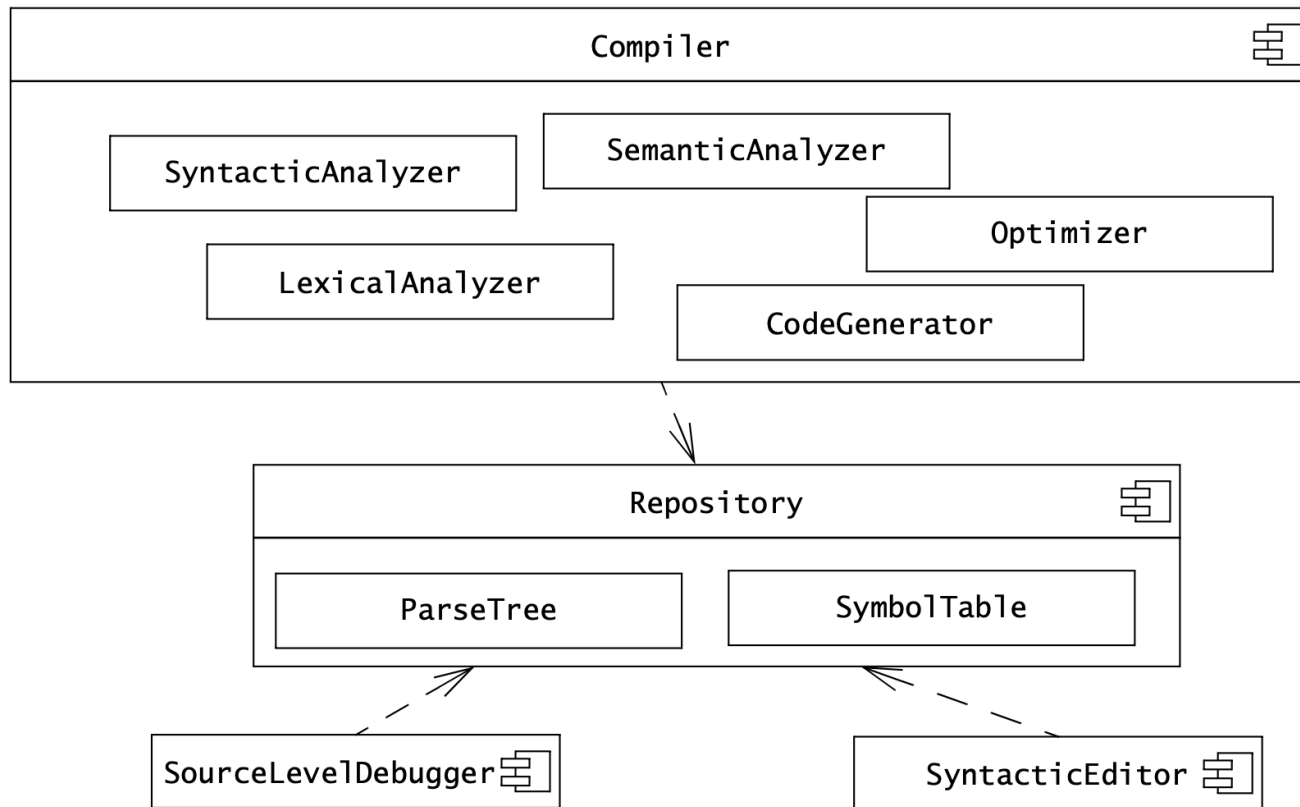 Compiler
SemanticAnalyzer
SyntacticAnalyzer
Optimizer
LexicalAnalyzer
CodeGenerator
Repository
ParseTree
SymbolTable
SourceLevelDebugger
SyntacticEditor